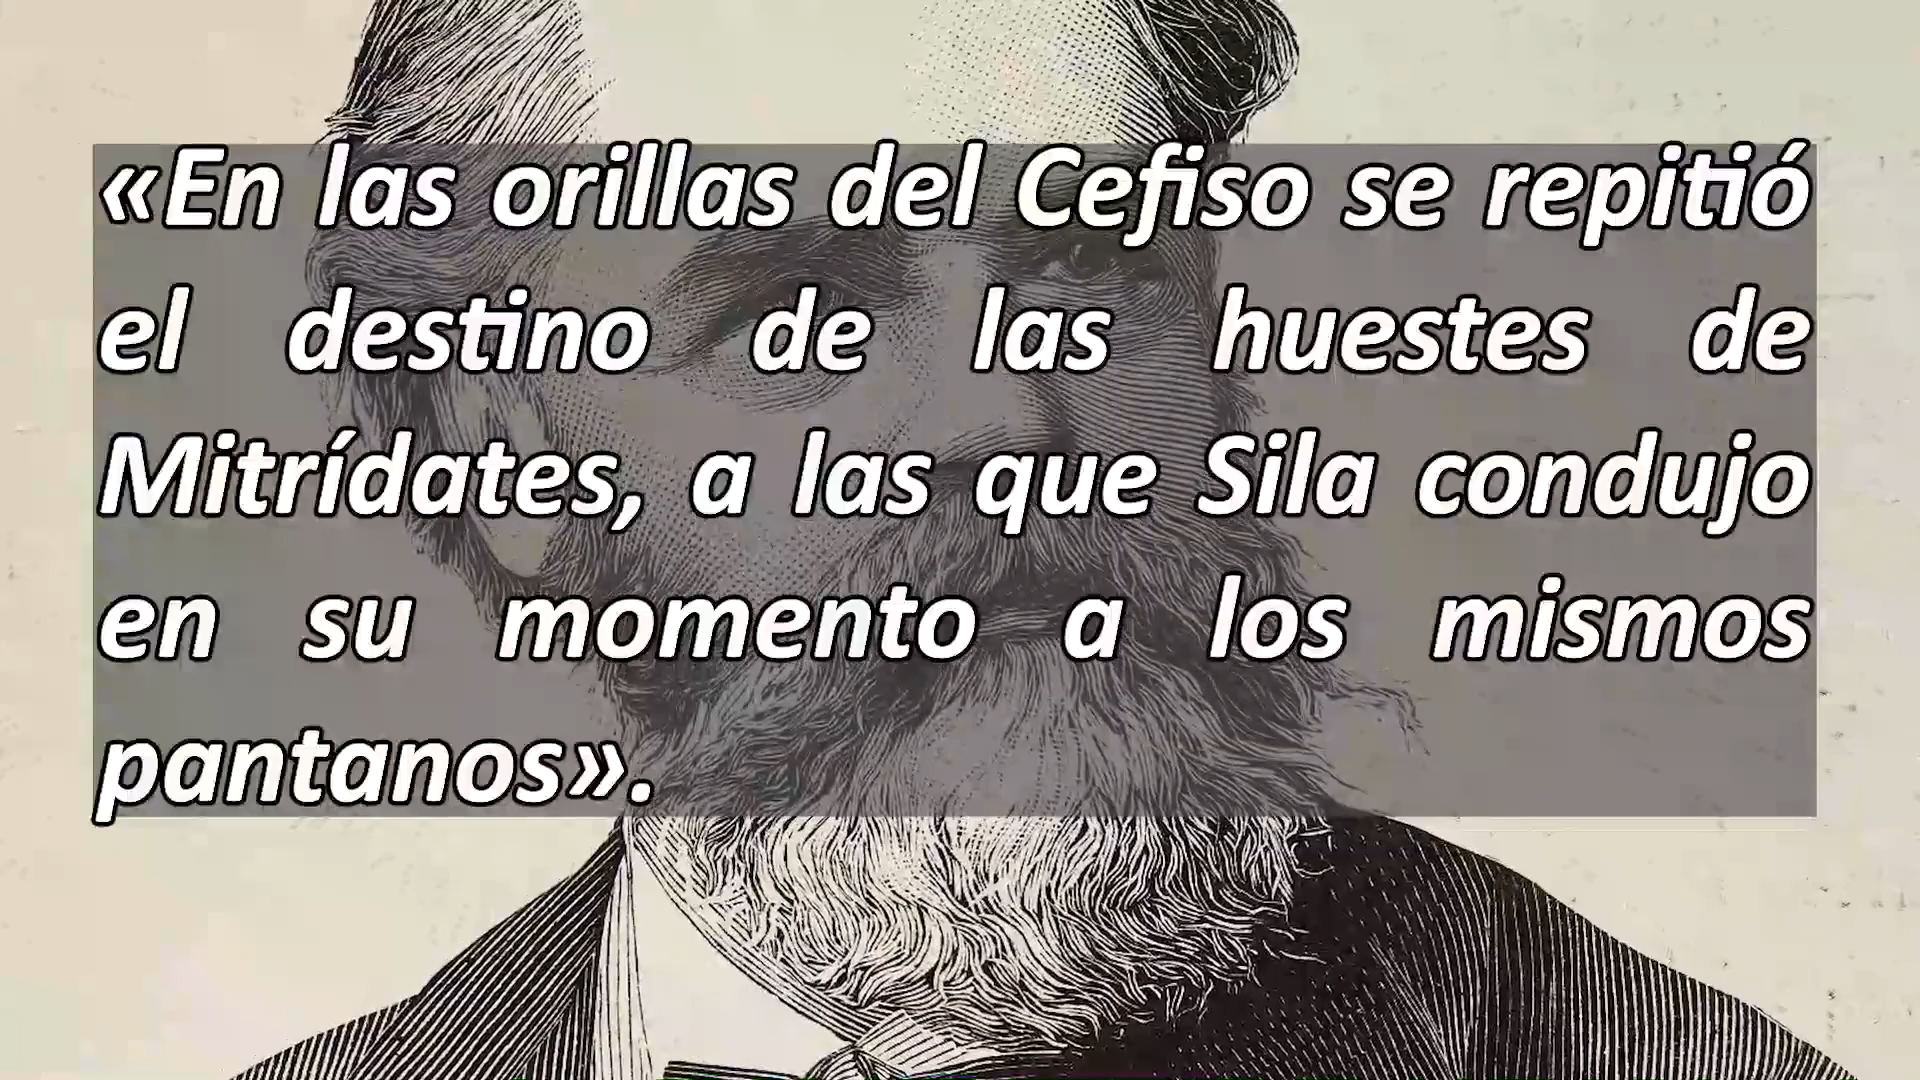 «En las orillas del Cefiso se repitió
el destino de las huestes de
Mitrídates, a las que Sila condujo
en su momento a los mismos
pantanos».